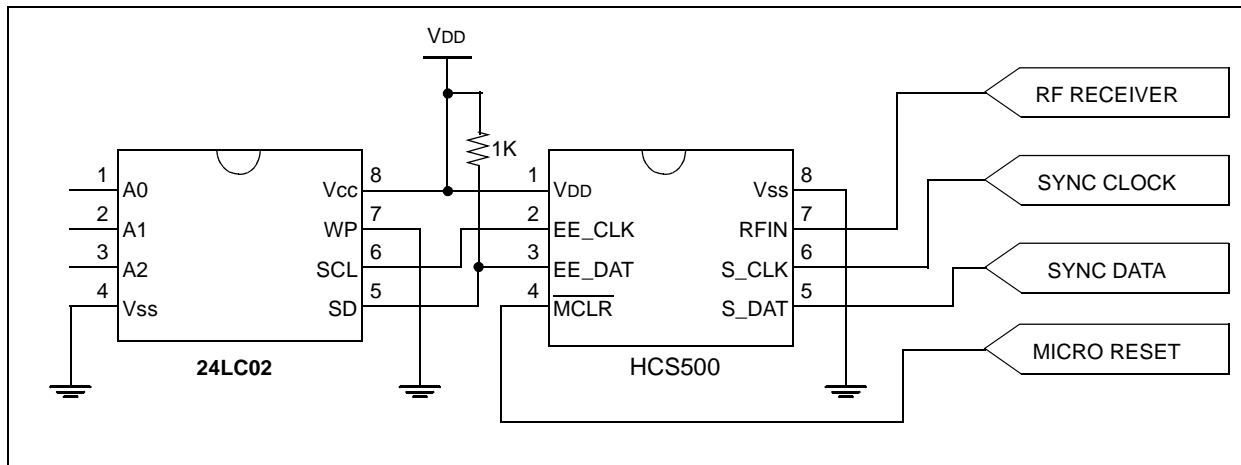 VDD
1K
1 A0
2 A1
3 A2
4 Vss
8 Vcc
7 WP
6 SCL
5 SD
24LC02
1 VDD
2 EE_CLK
3 EE_DAT
4 MCLR
8 Vss
7 RFIN
6 S_CLK
5 S_DAT
HCS500
RF RECEIVER
SYNC CLOCK
SYNC DATA
MICRO RESET